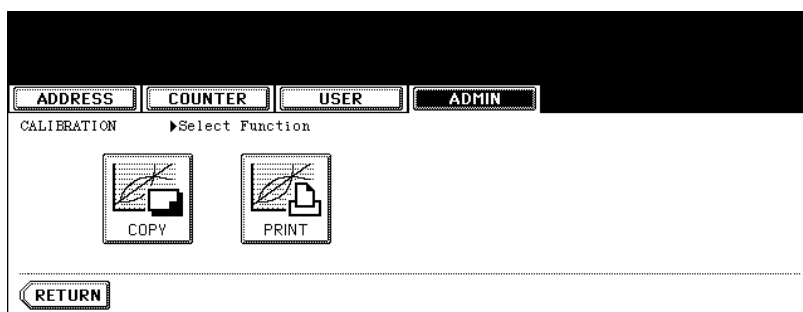 ADDRESS COUNTER USER ADMIN
CALIBRATION ▶Select Function
COPY PRINT
RETURN